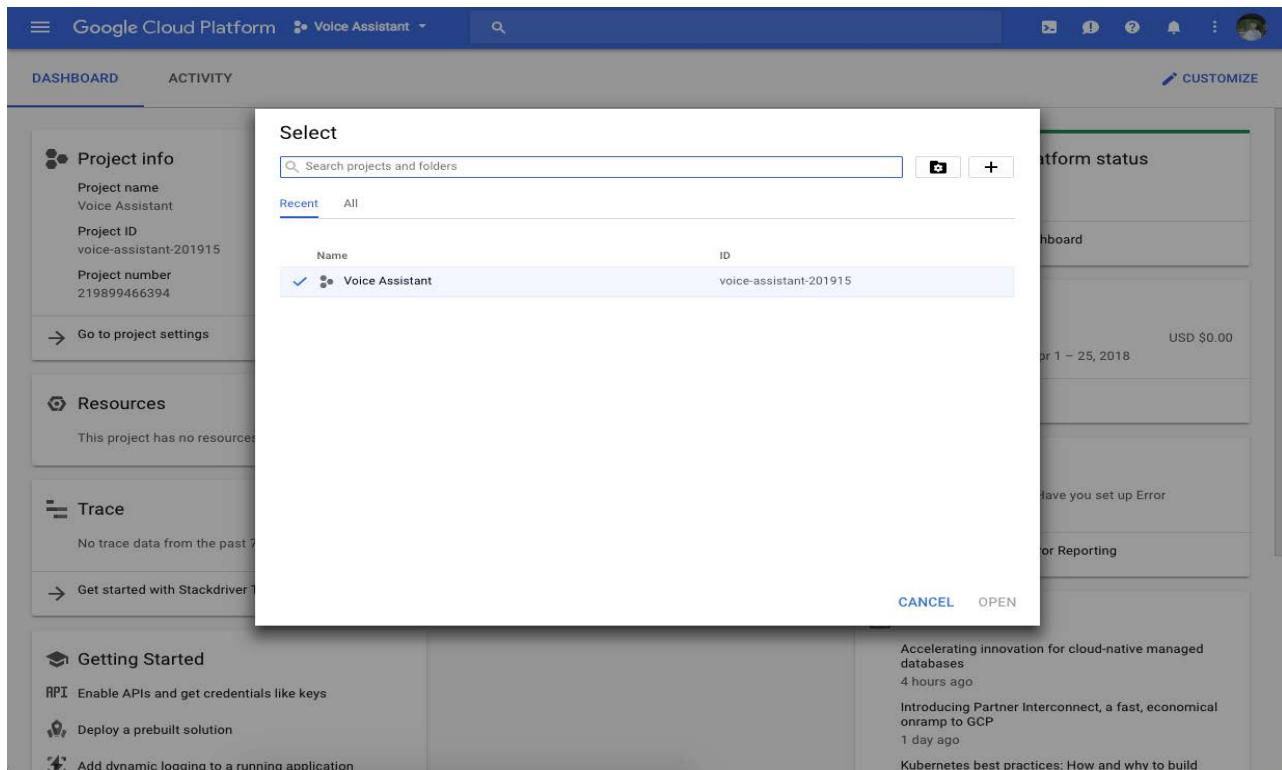 Google Cloud Platform
Voice Assistant
DASHBOARD
ACTIVITY
CUSTOMIZE
Project info
Project name
Voice Assistant
Project ID
voice-assistant-201915
Project number
219899466394
Go to project settings
Resources
This project has no resources
Trace
No trace data from the past 7
Get started with Stackdriver T
Getting Started
API Enable APIs and get credentials like keys
Deploy a prebuilt solution
Add dynamic logging to a running application
Select
Search projects and folders
Recent
All
Name
ID
Voice Assistant
voice-assistant-201915
CANCEL
OPEN
atform status
hboard
USD $0.00
or 1 – 25, 2018
Have you set up Error
or Reporting
Accelerating innovation for cloud-native managed
databases
4 hours ago
Introducing Partner Interconnect, a fast, economical
onramp to GCP
1 day ago
Kubernetes best practices: How and why to build